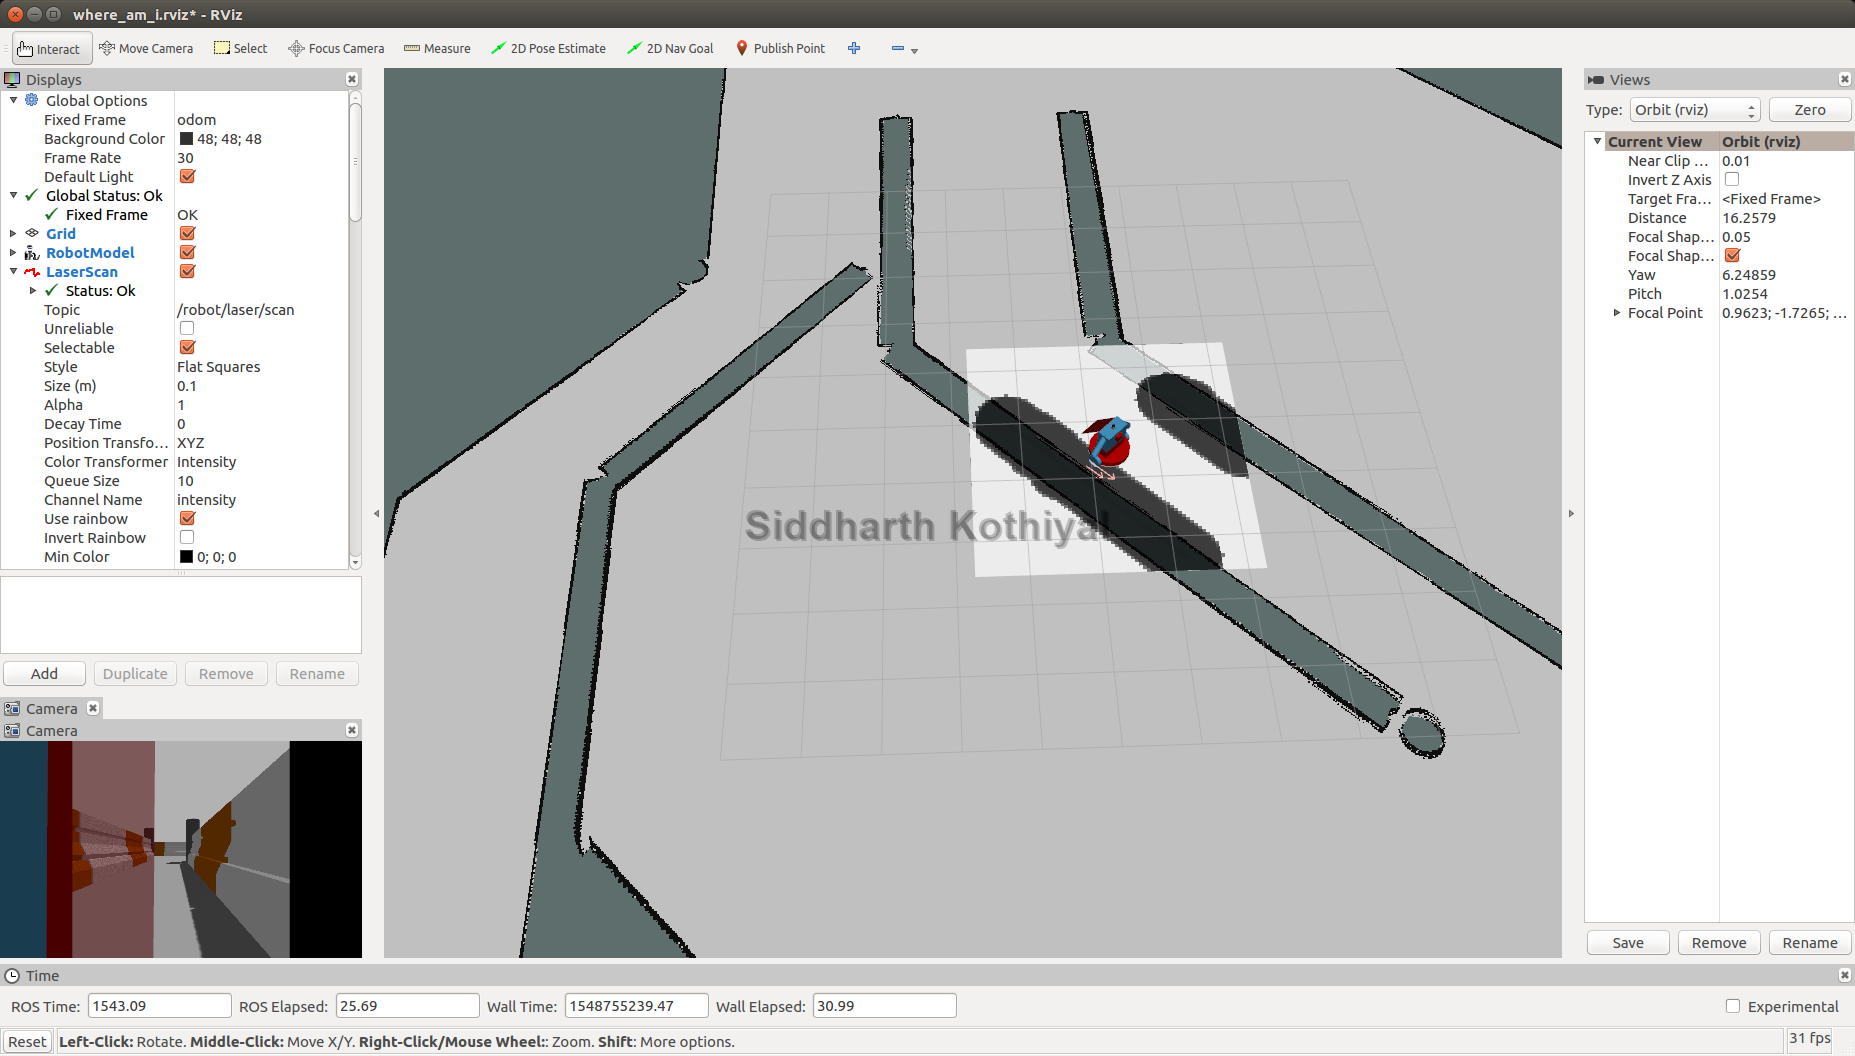 where_am_i.rviz* - RViz
Interact Move Camera Select Focus Camera Measure 2D Pose Estimate 2D Nav Goal Publish Point
Displays
Global Options
Fixed Frame odom
Background Color 48; 48; 48
Frame Rate 30
Default Light
Global Status: Ok
Fixed Frame OK
Grid
RobotModel
LaserScan
Status: Ok
Topic /robot/laser/scan
Unreliable
Selectable
Style Flat Squares
Size (m) 0.1
Alpha 1
Decay Time 0
Position Transfo... XYZ
Color Transformer Intensity
Queue Size 10
Channel Name intensity
Use rainbow
Invert Rainbow
Min Color 0; 0; 0
Add Duplicate Remove Rename
Camera
Camera
Siddharth Kothiyal
Views
Type: Orbit (rviz) Zero
Current View Orbit (rviz)
Near Clip ... 0.01
Invert Z Axis
Target Fra... <Fixed Frame>
Distance 16.2579
Focal Shap... 0.05
Focal Shap...
Yaw 6.24859
Pitch 1.0254
Focal Point 0.9623; -1.7265; ...
Save Remove Rename
Time
ROS Time: 1543.09 ROS Elapsed: 25.69 Wall Time: 1548755239.47 Wall Elapsed: 30.99 Experimental
Reset Left-Click: Rotate. Middle-Click: Move X/Y. Right-Click/Mouse Wheel:: Zoom. Shift: More options. 31 fps